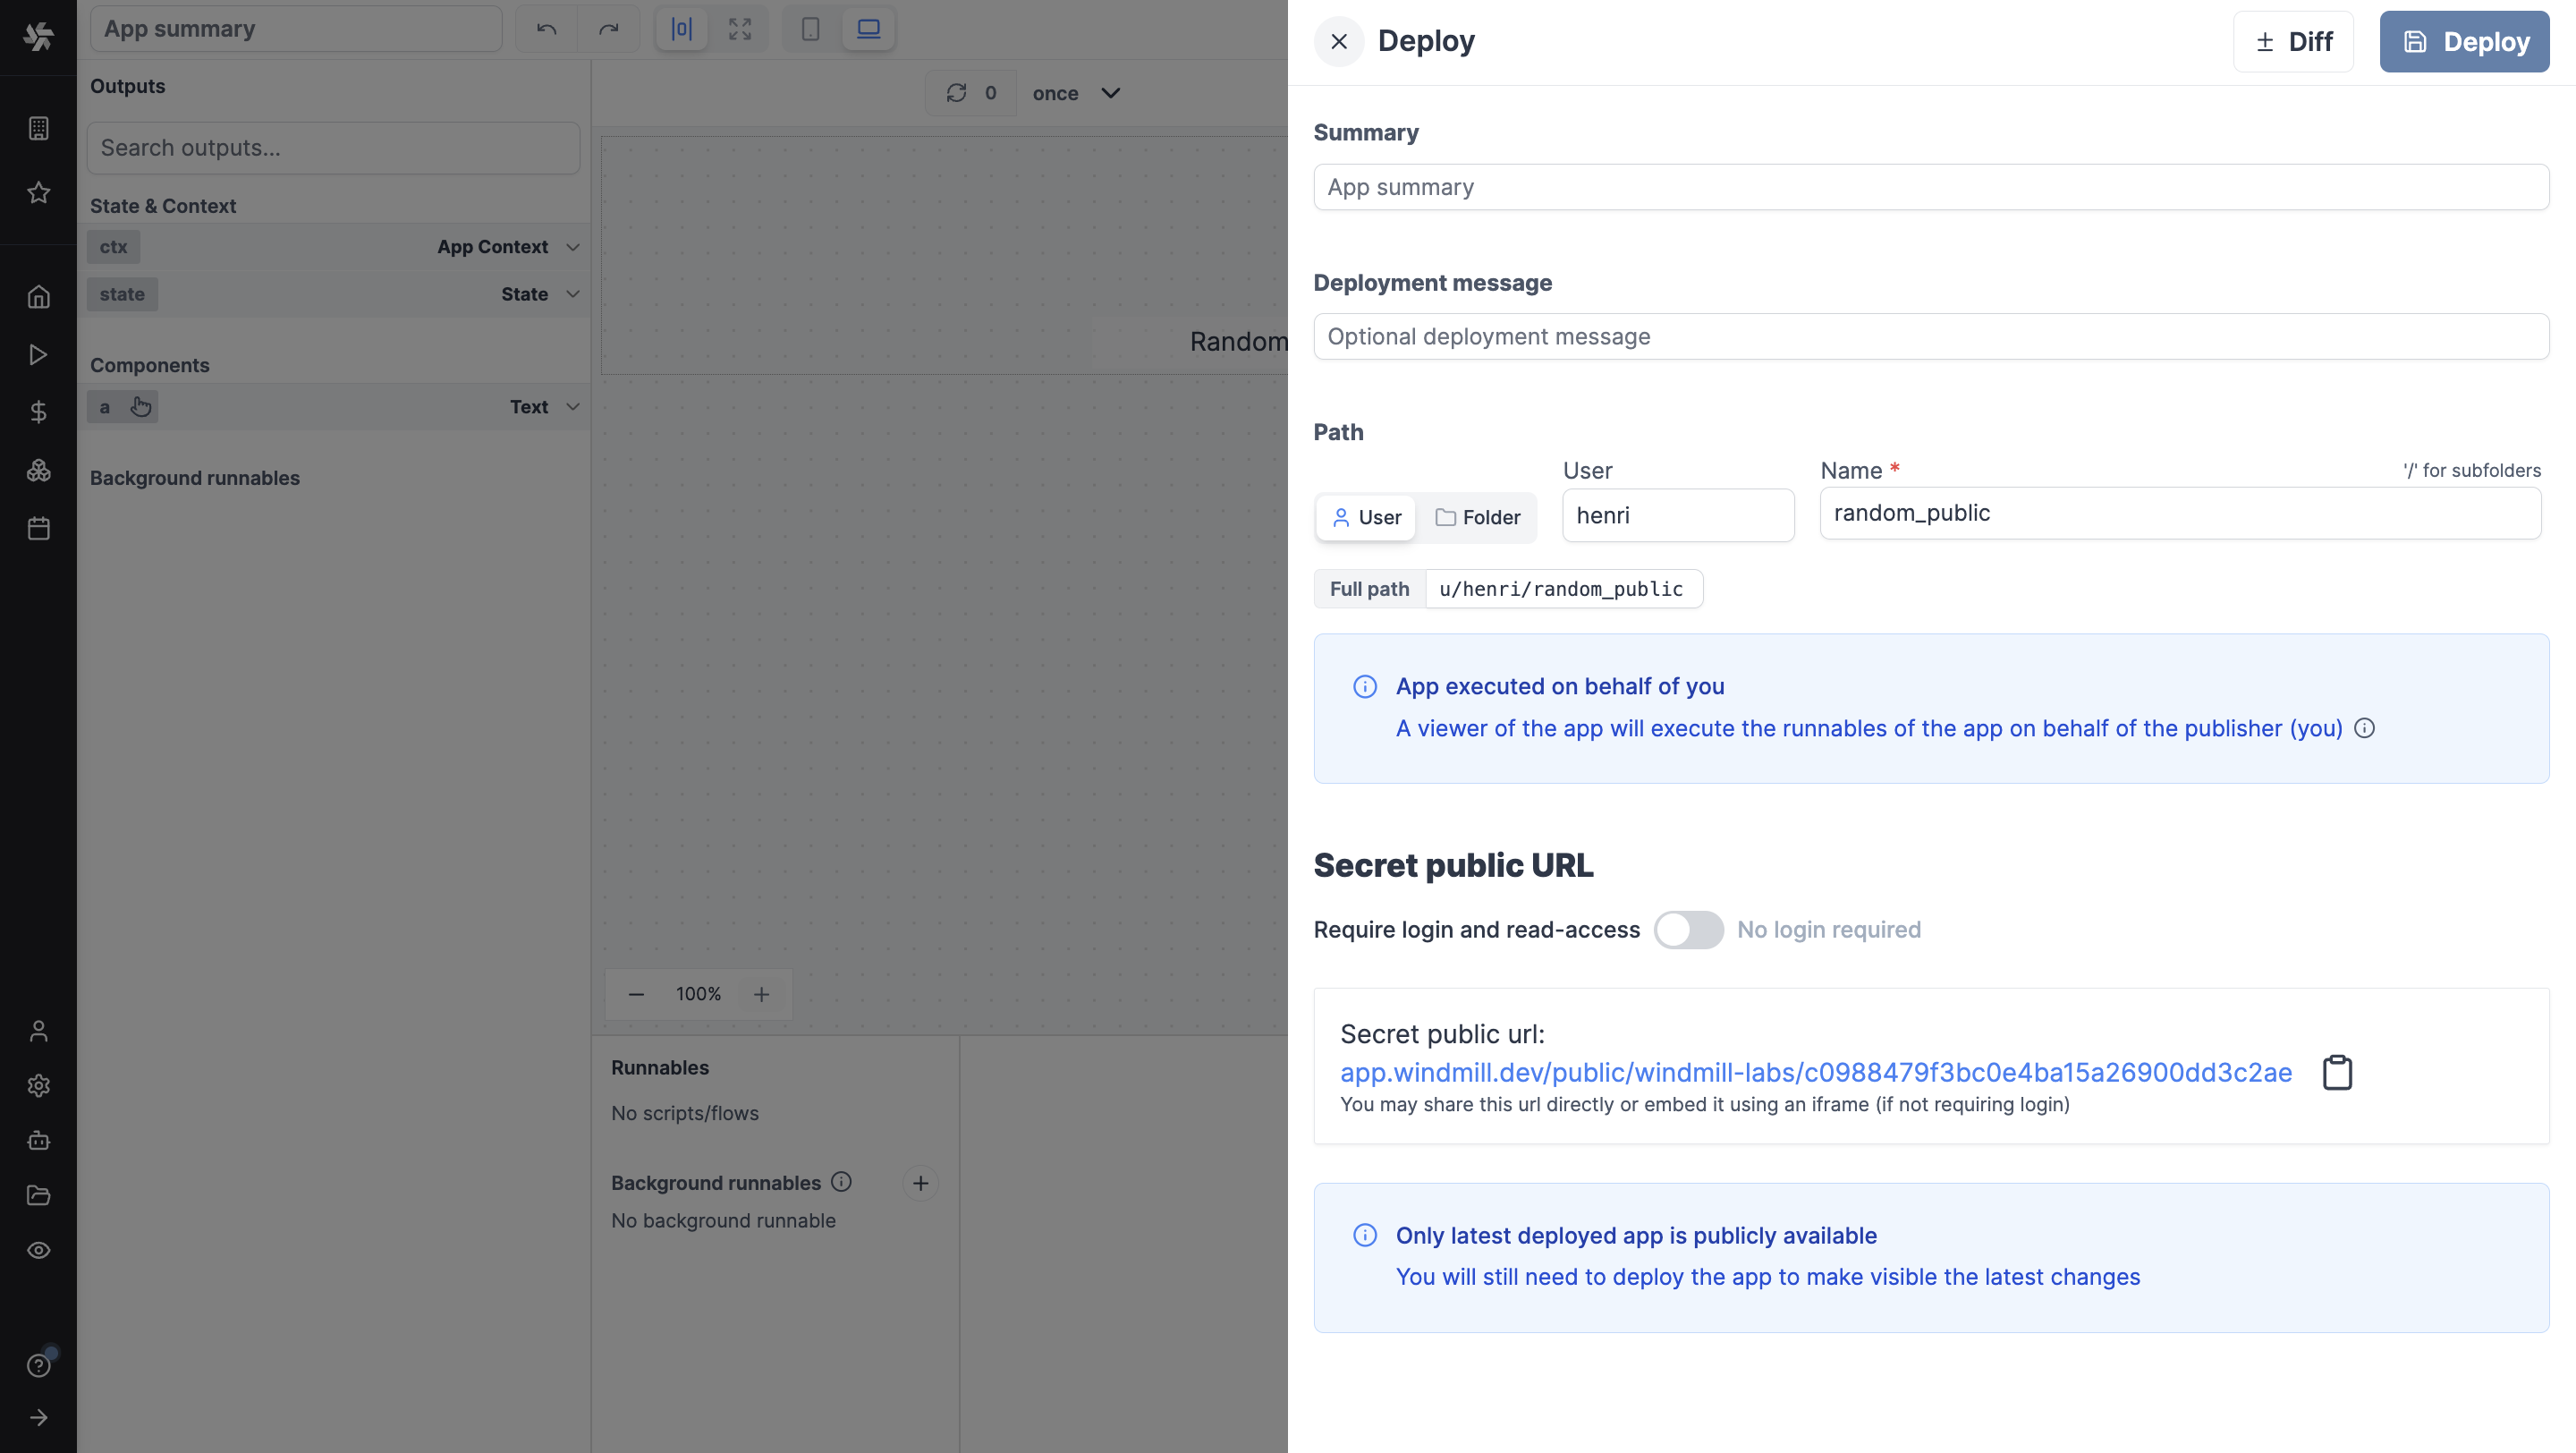 App summary
Outputs
Search outputs...
State & Context
ctx
App Context
state
State
Components
a
Text
Background runnables
0
once
Random
100%
Runnables
No scripts/flows
Background runnables
No background runnable
Deploy
± Diff
Deploy
Summary
App summary
Deployment message
Optional deployment message
Path
User
Folder
User
henri
Name *
'/' for subfolders
random_public
Full path
u/henri/random_public
App executed on behalf of you
A viewer of the app will execute the runnables of the app on behalf of the publisher (you)
Secret public URL
Require login and read-access
No login required
Secret public url:
app.windmill.dev/public/windmill-labs/c0988479f3bc0e4ba15a26900dd3c2ae
You may share this url directly or embed it using an iframe (if not requiring login)
Only latest deployed app is publicly available
You will still need to deploy the app to make visible the latest changes